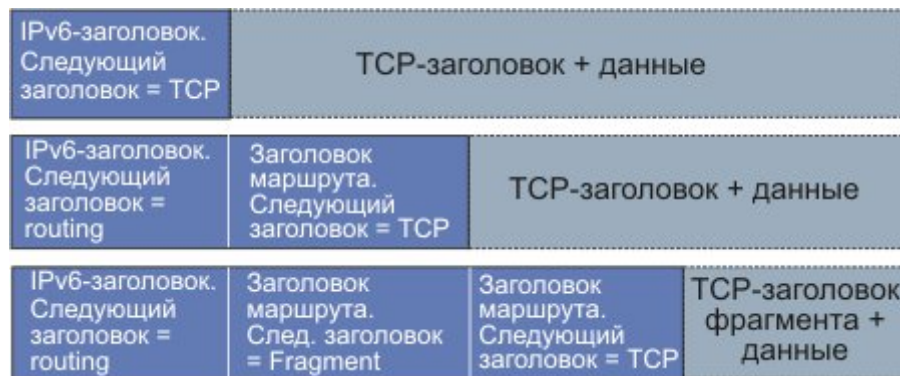 IPv6-заголовок.
Следующий
заголовок = TCP
TCP-заголовок + данные
IPv6-заголовок.
Следующий
заголовок =
routing
Заголовок
маршрута.
Следующий
заголовок = TCP
TCP-заголовок + данные
IPv6-заголовок.
Следующий
заголовок =
routing
Заголовок
маршрута.
След. заголовок
= Fragment
Заголовок
маршрута.
Следующий
заголовок = TCP
TCP-заголовок
фрагмента +
данные